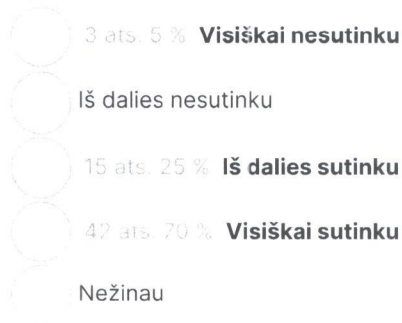 3 ats. 5 % Visiškai nesutinku
Iš dalies nesutinku
15 ats. 25 % Iš dalies sutinku
42 ats. 70 % Visiškai sutinku
Nežinau